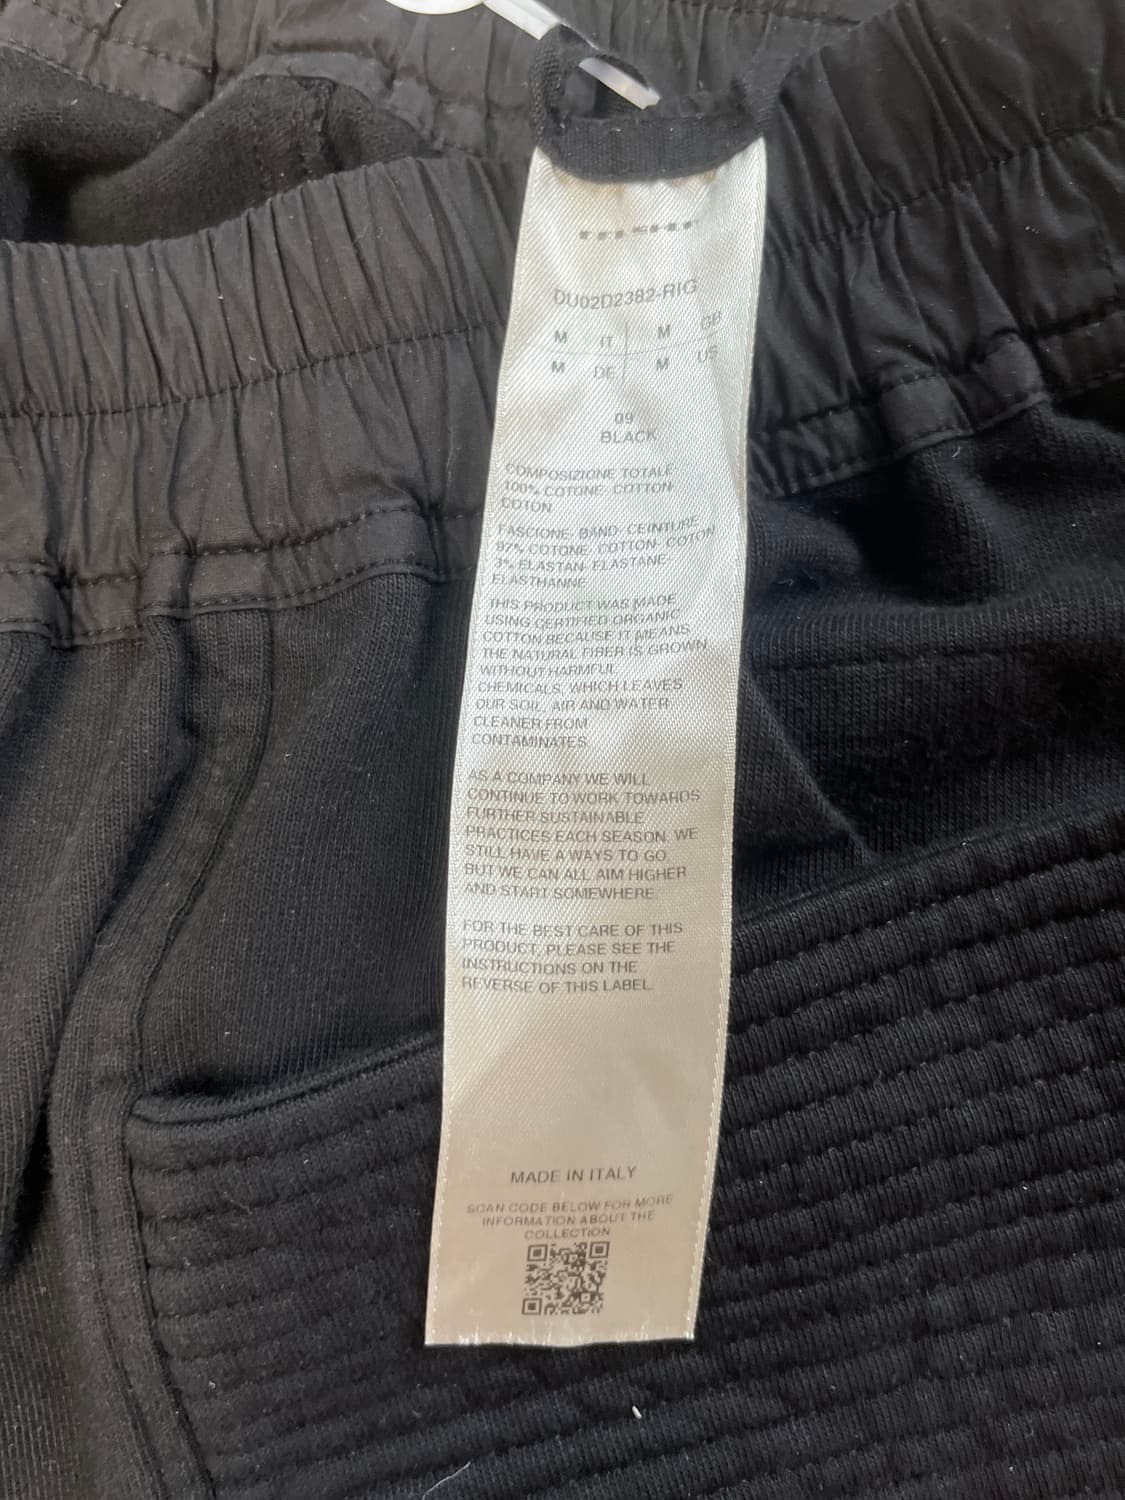 DU02D2382-RIG
M IT M GB
M DE M US
09
BLACK
COMPOSIZIONE TOTALE
100% COTONE- COTTON-
COTON
FASCIONE- BAND- CEINTURE
97% COTONE- COTTON- COTON
3% ELASTAN- ELASTANE-
ELASTHANNE
THIS PRODUCT WAS MADE
USING CERTIFIED ORGANIC
COTTON BECAUSE IT MEANS
THE NATURAL FIBER IS GROWN
WITHOUT HARMFUL
CHEMICALS, WHICH LEAVES
OUR SOIL, AIR AND WATER
CLEANER FROM
CONTAMINATES.
AS A COMPANY WE WILL
CONTINUE TO WORK TOWARDS
FURTHER SUSTAINABLE
PRACTICES EACH SEASON. WE
STILL HAVE A WAYS TO GO.
BUT WE CAN ALL AIM HIGHER
AND START SOMEWHERE.
FOR THE BEST CARE OF THIS
PRODUCT, PLEASE SEE THE
INSTRUCTIONS ON THE
REVERSE OF THIS LABEL.
MADE IN ITALY
SCAN CODE BELOW FOR MORE
INFORMATION ABOUT THE
COLLECTION